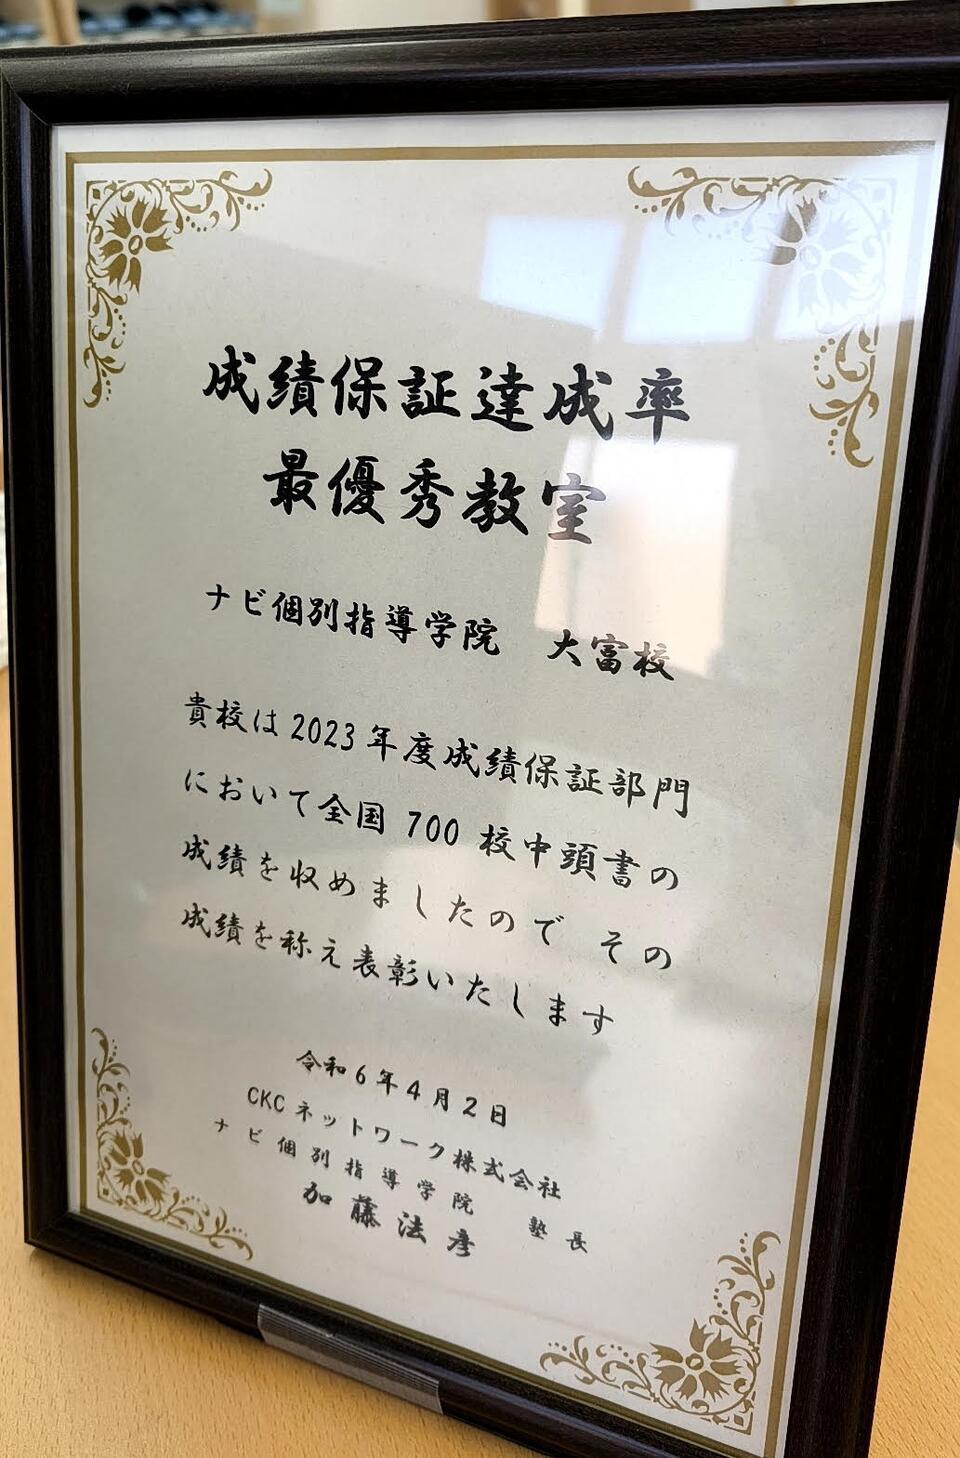 成績保証達成率
最優秀教室
ナビ個別指導学院 大富校
貴校は2023年度成績保証部門
において全国 700 校中頭書の
成績を収めましたので その
成績を称え表彰いたします
令和6年4月2日
CKCネットワーク株式会社
ナビ個別指導学院 塾長
加藤法彦